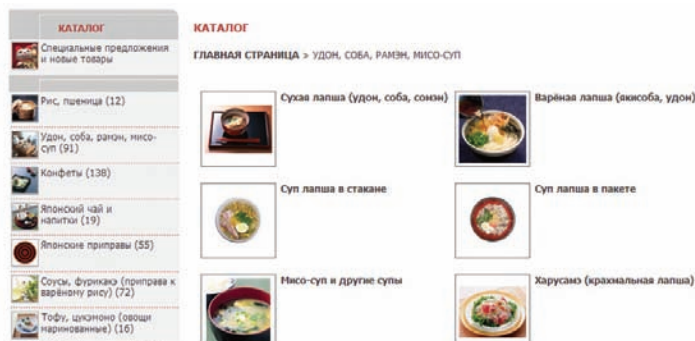 КАТАЛОГ
Специальные предложения
и новые товары
Рис, пшеница (12)
Удон, соба, рамэн, мисо-
суп (91)
Конфеты (138)
Японский чай и
напитки (19)
Японские приправы (55)
Соусы, фурикакэ (приправа к
варёному рису) (72)
Тофу, цукэмоно (овощи
маринованные) (16)
КАТАЛОГ
ГЛАВНАЯ СТРАНИЦА » УДОН, СОБА, РАМЭН, МИСО-СУП
Сухая лапша (удон, соба, сомэн)
Варёная лапша (якисоба, удон)
Суп лапша в стакане
Суп лапша в пакете
Мисо-суп и другие супы
Харусамэ (крахмальная лапша)